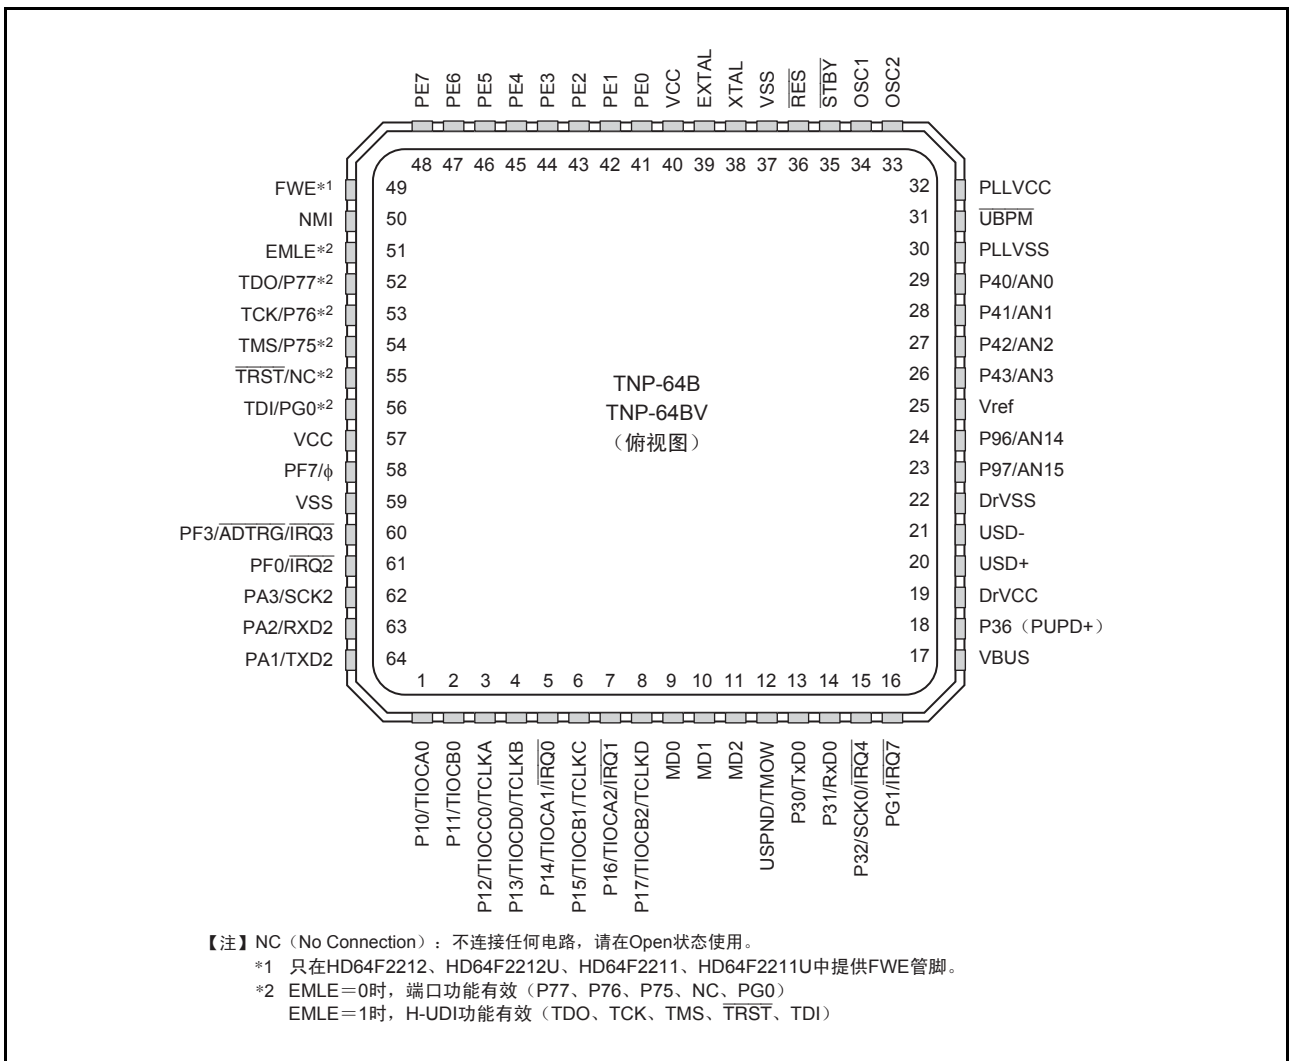 PE7 PE6 PE5 PE4 PE3 PE2 PE1 PE0 VCC EXTAL XTAL VSS RES STBY OSC1 OSC2
48 47 46 45 44 43 42 41 40 39 38 37 36 35 34 33
FWE*1 49
NMI 50
EMLE*2 51
TDO/P77*2 52
TCK/P76*2 53
TMS/P75*2 54
TRST/NC*2 55
TDI/PG0*2 56
VCC 57
PF7/ϕ 58
VSS 59
PF3/ADTRG/IRQ3 60
PF0/IRQ2 61
PA3/SCK2 62
PA2/RXD2 63
PA1/TXD2 64
TNP-64B
TNP-64BV
（俯视图）
32 PLLVCC
31 UBPM
30 PLLVSS
29 P40/AN0
28 P41/AN1
27 P42/AN2
26 P43/AN3
25 Vref
24 P96/AN14
23 P97/AN15
22 DrVSS
21 USD-
20 USD+
19 DrVCC
18 P36（PUPD+）
17 VBUS
1 2 3 4 5 6 7 8 9 10 11 12 13 14 15 16
P10/TIOCA0
P11/TIOCB0
P12/TIOCC0/TCLKA
P13/TIOCD0/TCLKB
P14/TIOCA1/IRQ0
P15/TIOCB1/TCLKC
P16/TIOCA2/IRQ1
P17/TIOCB2/TCLKD
MD0
MD1
MD2
USPND/TMOW
P30/TxD0
P31/RxD0
P32/SCK0/IRQ4
PG1/IRQ7
【注】NC（No Connection）：不连接任何电路，请在Open状态使用。
*1 只在HD64F2212、HD64F2212U、HD64F2211、HD64F2211U中提供FWE管脚。
*2 EMLE＝0时，端口功能有效（P77、P76、P75、NC、PG0）
EMLE＝1时，H-UDI功能有效（TDO、TCK、TMS、TRST、TDI）